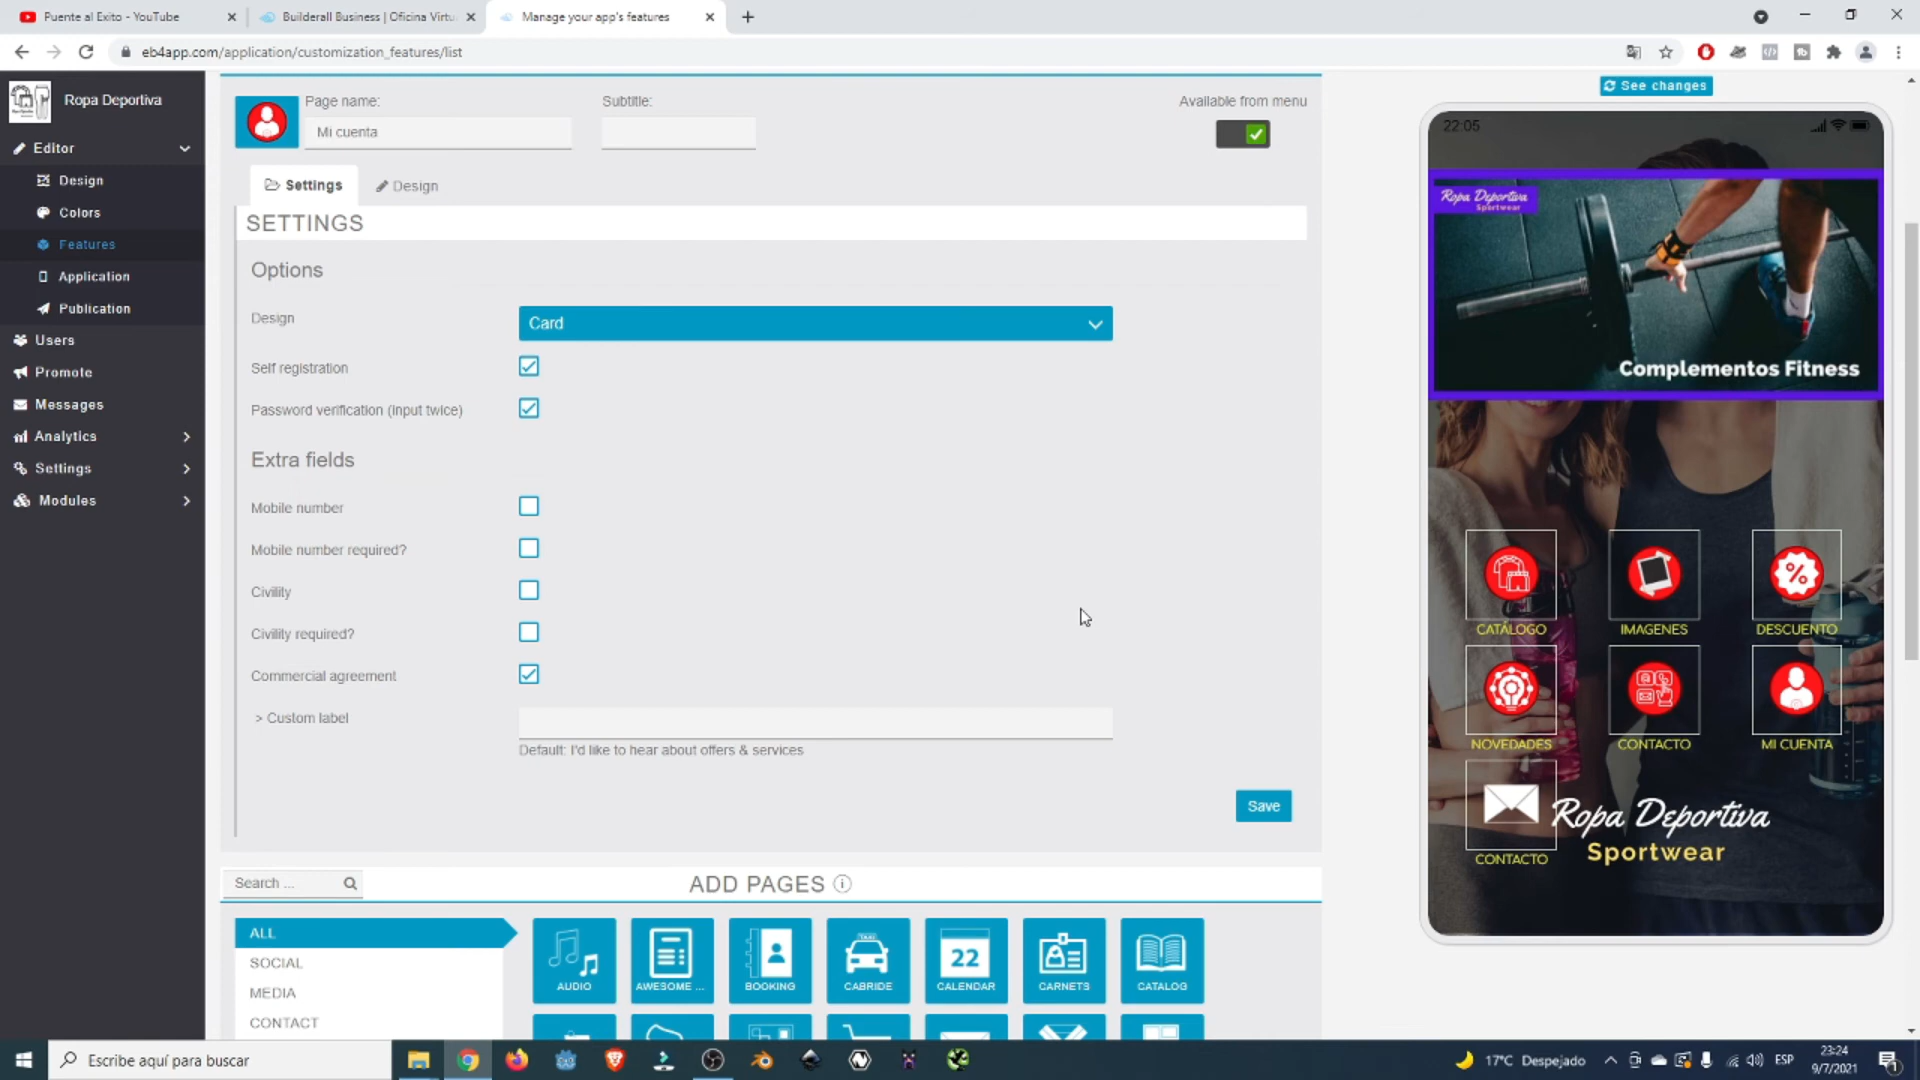 Puente al Exito - YouTube
Builderall Business | Oficina Virtu
Manage your app's features
eb4app.com/application/customization_features/list
Ropa Deportiva
Editor
Design
Colors
Features
Application
Publication
Users
Promote
Messages
Analytics
Settings
Modules
Page name:
Mi cuenta
Subtitle:
Available from menu
Settings
Design
SETTINGS
Options
Design
Card
Self registration
Password verification (input twice)
Extra fields
Mobile number
Mobile number required?
Civility
Civility required?
Commercial agreement
> Custom label
Default: I'd like to hear about offers & services
Save
Search ...
ADD PAGES
ALL
SOCIAL
MEDIA
CONTACT
AUDIO
AWESOME ...
BOOKING
TAXI
CABRIDE
22
CALENDAR
CARNETS
CATALOG
See changes
22:05
Ropa Deportiva
Sportwear
Complementos Fitness
CATÁLOGO
IMAGENES
DESCUENTO
NOVEDADES
CONTACTO
MI CUENTA
CONTACTO
Ropa Deportiva
Sportwear
Escribe aquí para buscar
17°C Despejado
ESP
23:24
9/7/2021
1